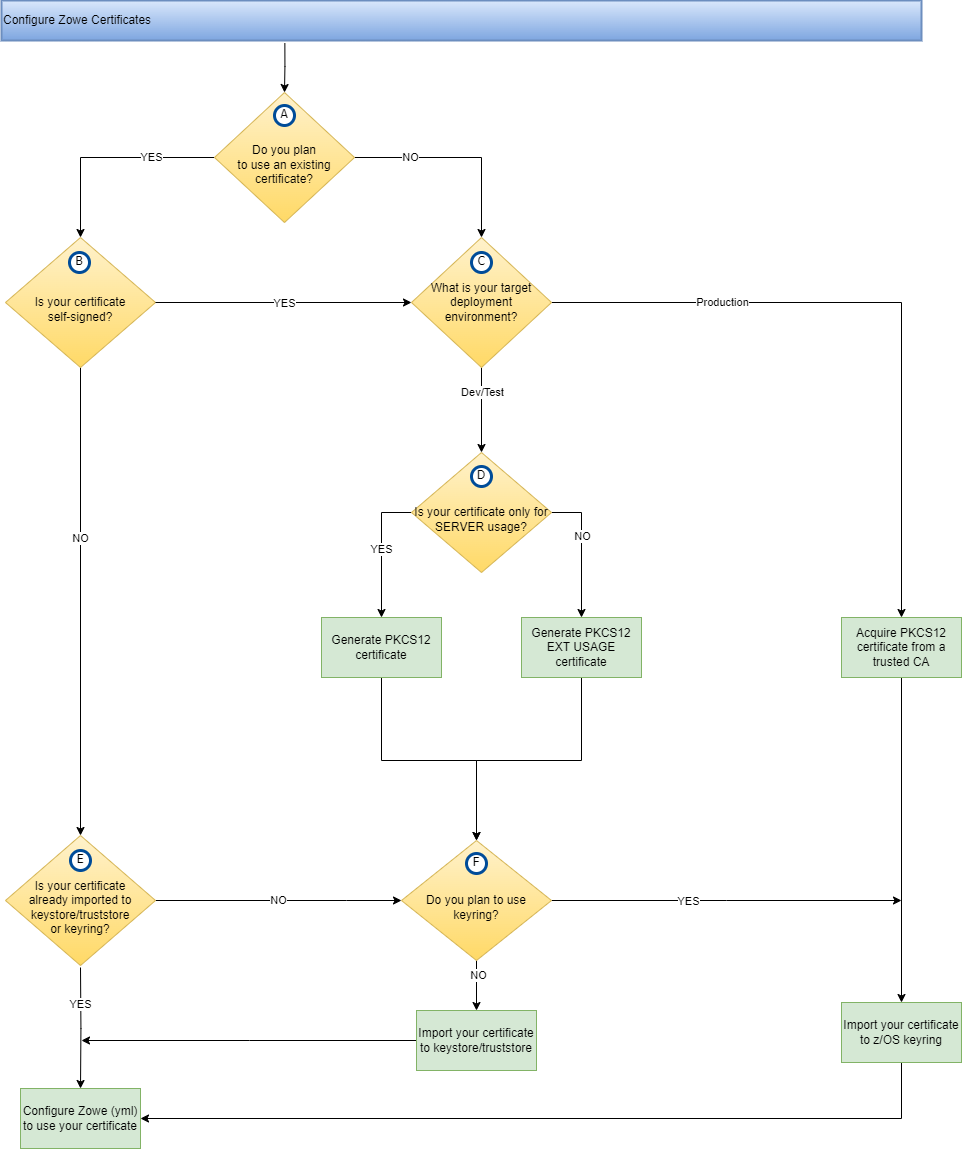 Configure Zowe Certificates
A
Do you plan
to use an existing
certificate?
YES
NO
B
Is your certificate
self-signed?
YES
C
What is your target
deployment
environment?
Production
Dev/Test
D
Is your certificate only for
SERVER usage?
YES
NO
NO
Generate PKCS12
certificate
Generate PKCS12
EXT USAGE
certificate
Acquire PKCS12
certificate from a
trusted CA
E
Is your certificate
already imported to
keystore/truststore
or keyring?
NO
F
Do you plan to use
keyring?
YES
NO
YES
Import your certificate
to keystore/truststore
Import your certificate
to z/OS keyring
Configure Zowe (yml)
to use your certificate